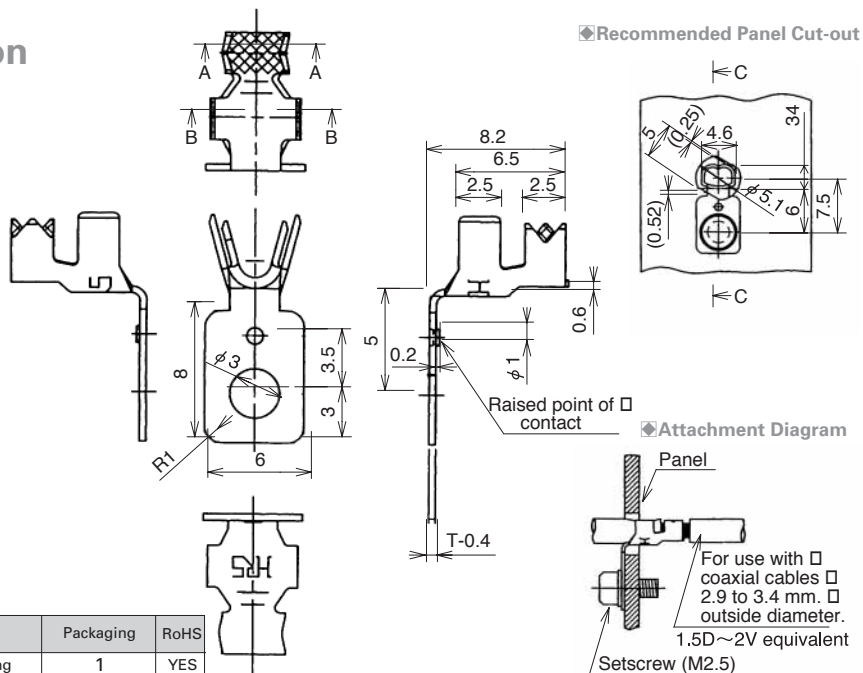 on
◈Recommended Panel Cut-out
A A
B B
C
34
5
(0.25)
4.6
φ5.1
6
7.5
(0.52)
C
8.2
6.5
2.5 2.5
5
0.2
φ1
0.6
Raised point of □
contact
T-0.4
8
φ3
3.5
3
R1
6
HS
H
HRS
◈Attachment Diagram
Panel
H
For use with □
coaxial cables □
2.9 to 3.4 mm. □
outside diameter.
1.5D～2V equivalent
Setscrew (M2.5)
Packaging RoHS
ng 1 YES